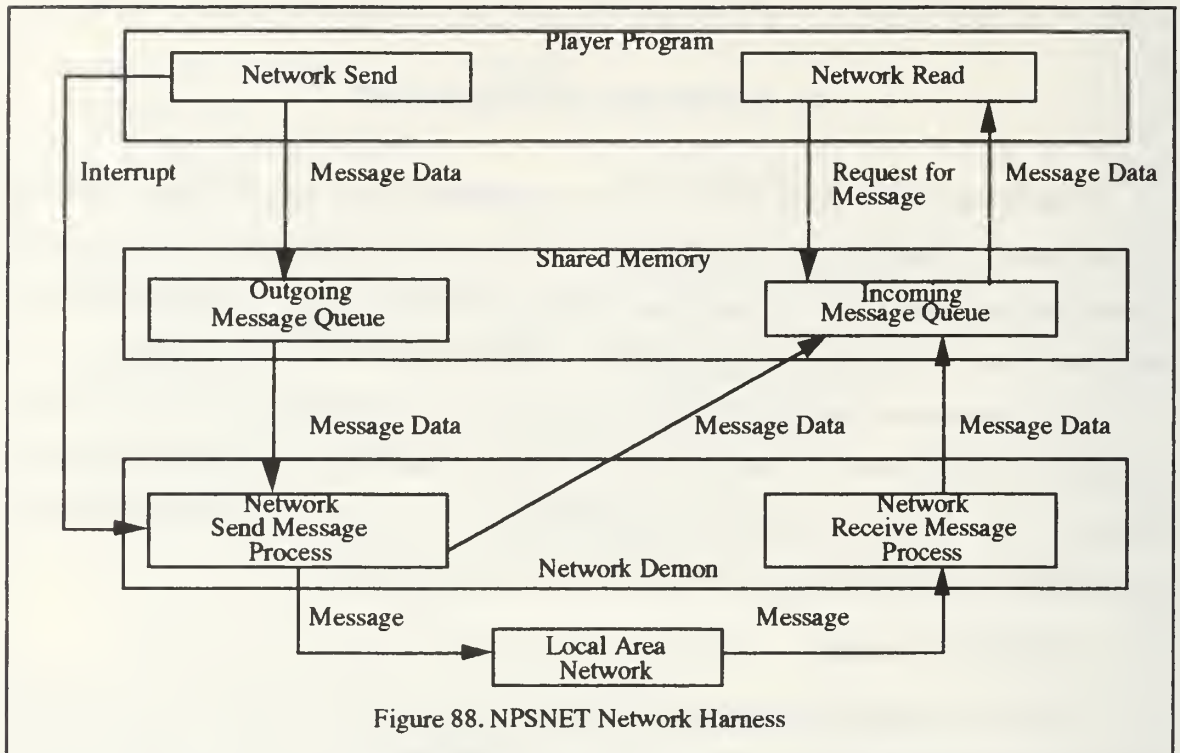 Player Program
Network Send
Network Read
Interrupt
Message Data
Request for
Message
Message Data
Shared Memory
Outgoing
Message Queue
Incoming
Message Queue
Message Data
Message Data
Message Data
Network
Send Message
Process
Network
Receive Message
Process
Network Demon
Message
Message
Local Area
Network
Figure 88. NPSNET Network Harness